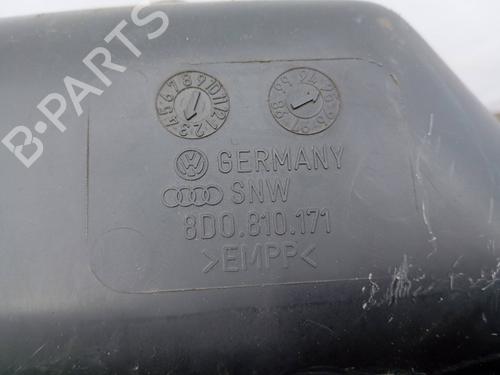 B-PARTS
GERMANY
SNW
8D0.810.171
>EMPP<